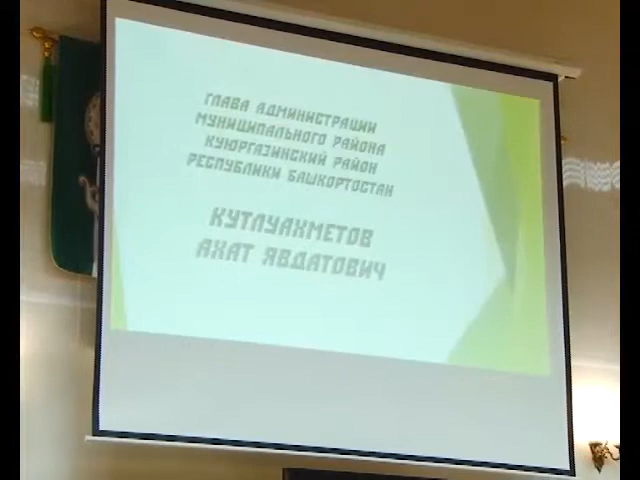 ГЛАВА АДМИНИСТРАЦИИ
МУНИЦИПАЛЬНОГО РАЙОНА
КУЮРГАЗИНСКИЙ РАЙОН
РЕСПУБЛИКИ БАШКОРТОСТАН
КУТЛУАХМЕТОВ
АХАТ ЯВДАТОВИЧ